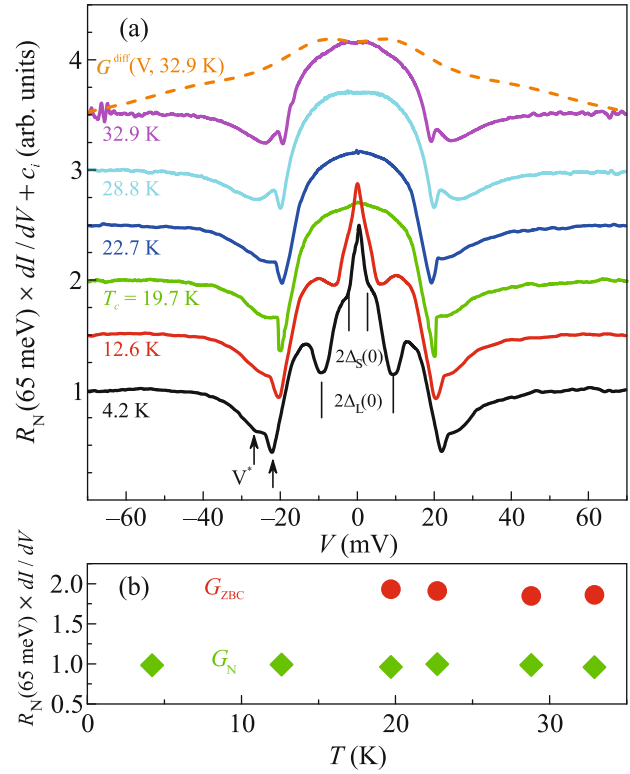 (a)
R_N(65 meV) × dI/dV + c_i (arb. units)
4
3
2
1
G^diff(V, 32.9 K)
32.9 K
28.8 K
22.7 K
T_c = 19.7 K
12.6 K
4.2 K
2Δ_S(0)
2Δ_L(0)
V*
−60 −40 −20 0 20 40 60
V (mV)
(b)
R_N(65 meV) × dI/dV
2.0
1.5
1.0
0.5
G_ZBC
G_N
0 10 20 30
T (K)